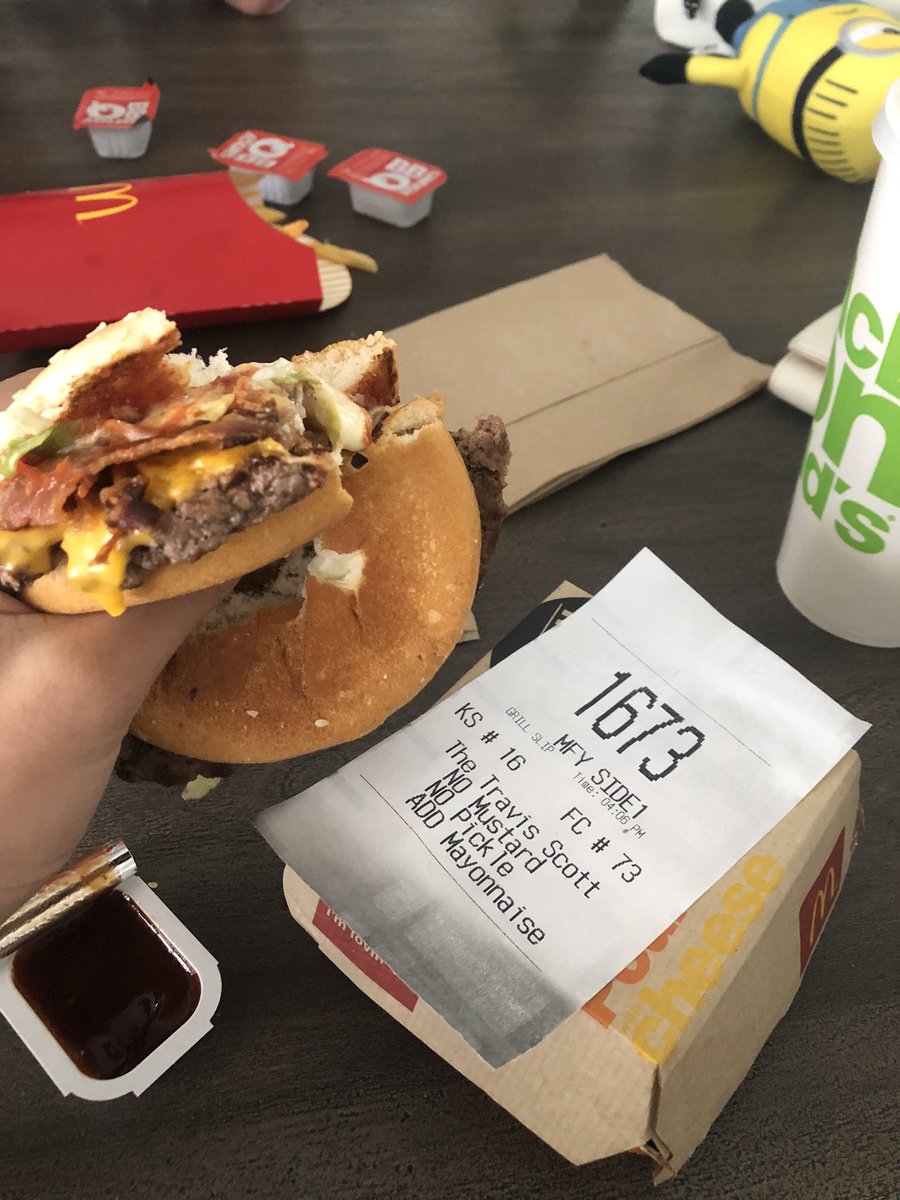 BBQ
1673
MFY SIDE1
GRILL SLIP
Time: 04:06 PM
KS # 16
FC # 73
The Travis Scott
NO Mustard
NO Pickle
ADD Mayonnaise
cheese